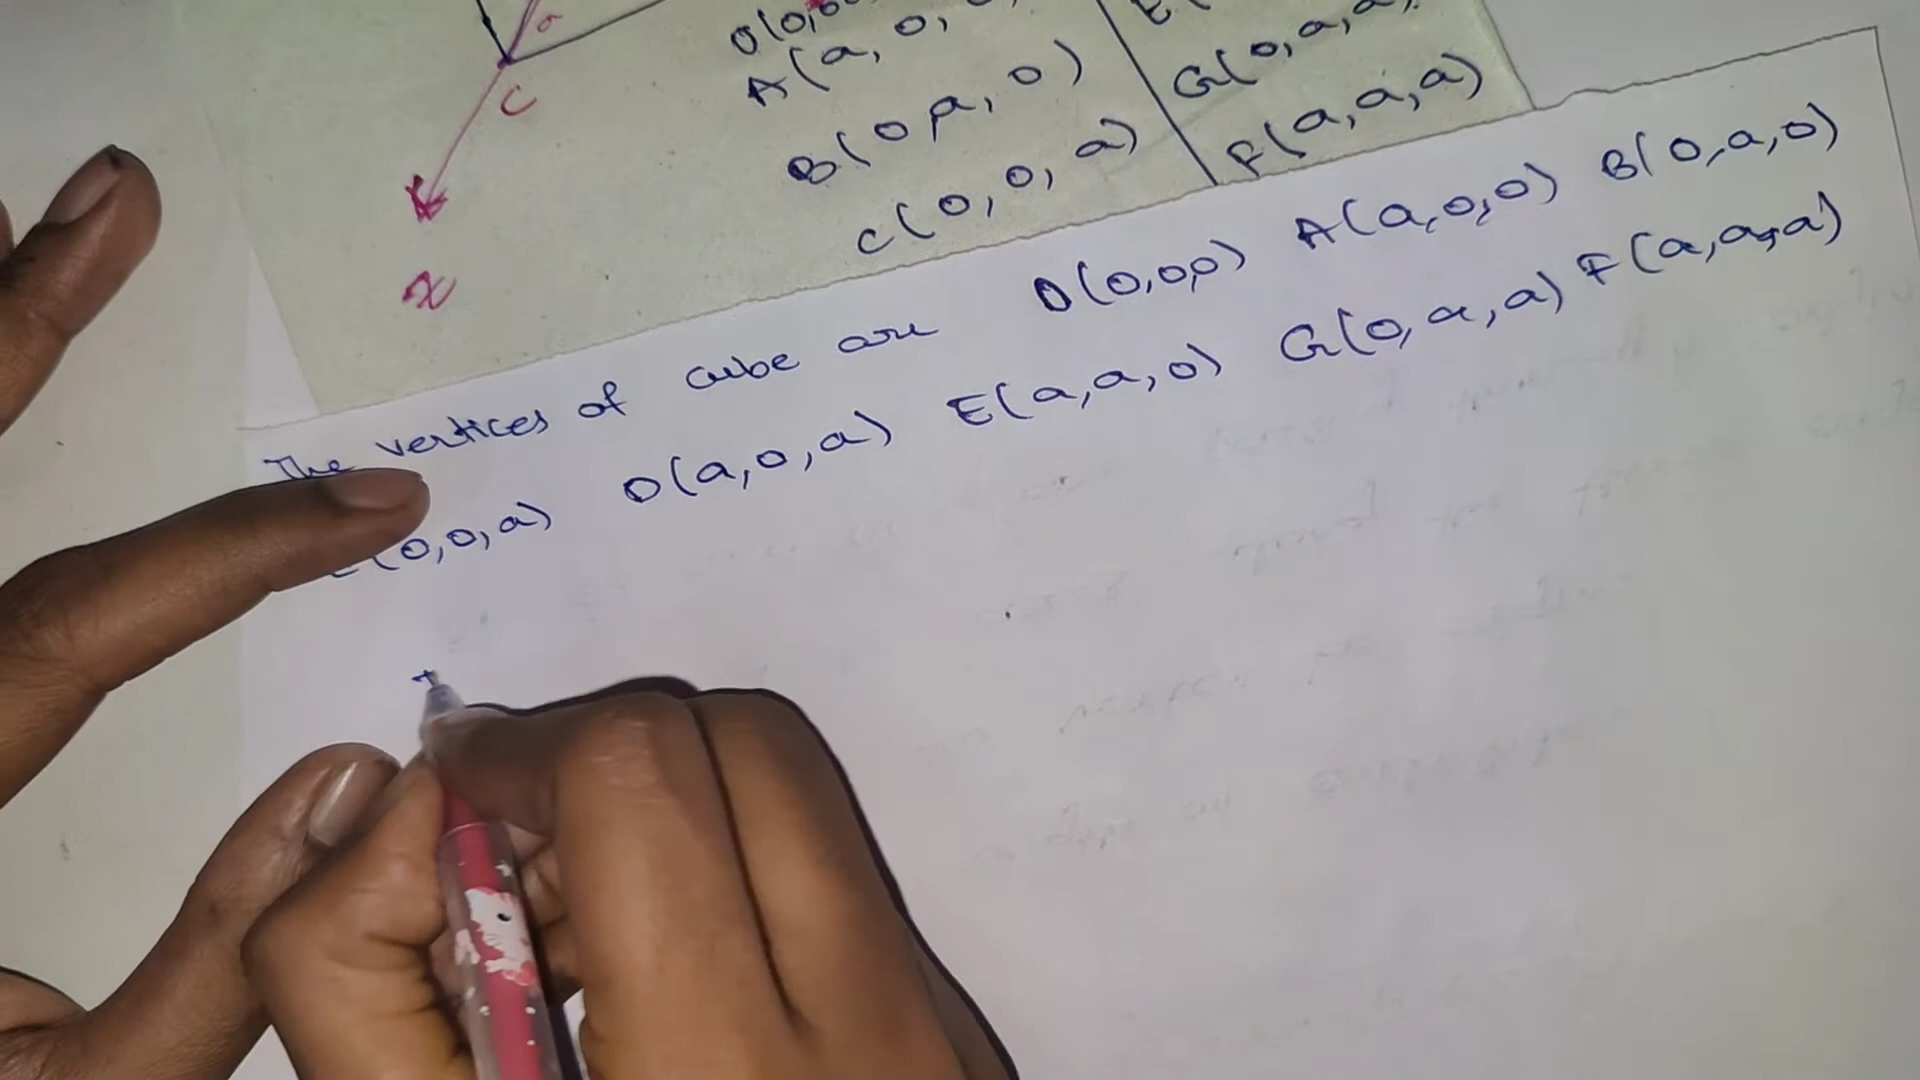 a
C
Z
O(0,0
A(a, 0,
B(0, a, 0)
C(0, 0, a)
E(
G(0, a, a)
F(a, a, a)
The vertices of cube are O(0,0,0) A(a,0,0) B(0,a,0)
(0,0,a) D(a,0,a) E(a,a,0) G(0,a,a) F(a,a,a)